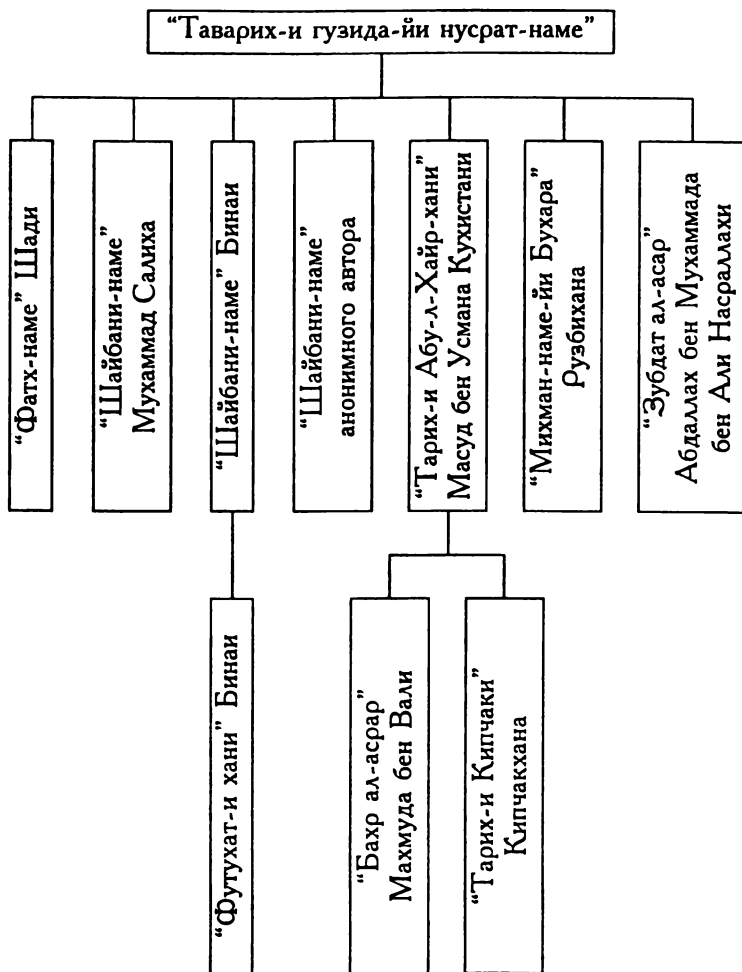 “Таварих-и гузида-йи нусрат-наме”
“Фатх-наме” Шади
“Шайбани-наме”
Мухаммад Салиха
“Шайбани-наме” Бинаи
“Шайбани-наме”
анонимного автора
“Тарих-и Абу-л-Хайр-хани”
Масуд бен Усмана Кухистани
“Михман-наме-йи Бухара”
Рузбихана
“Зубдат ал-асар”
Абдаллах бен Мухаммада
бен Али Насраллахи
“Футухат-и хани” Бинаи
“Бахр ал-асрар”
Махмуда бен Вали
“Тарих-и Кипчаки”
Кипчакхана